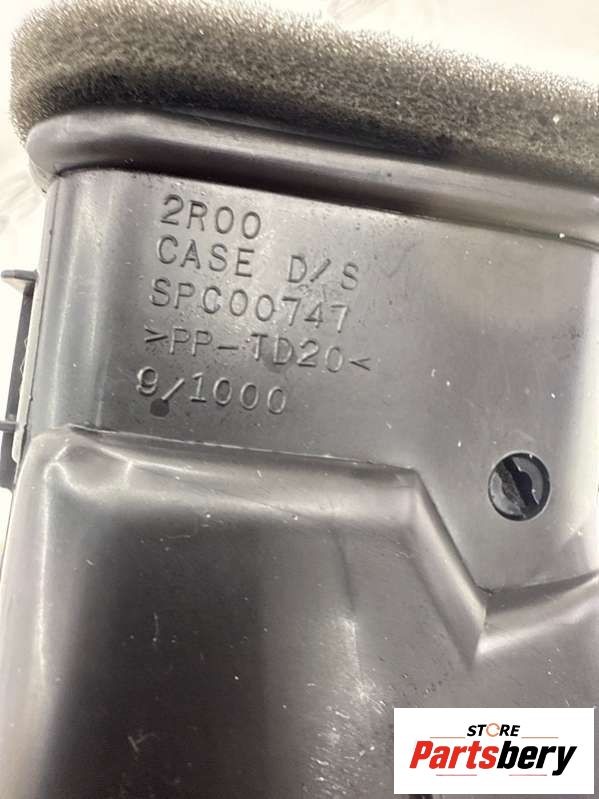 2R00
CASE D/S
SPC00747
>PP-TD20<
9/1000
STORE
Partsbery